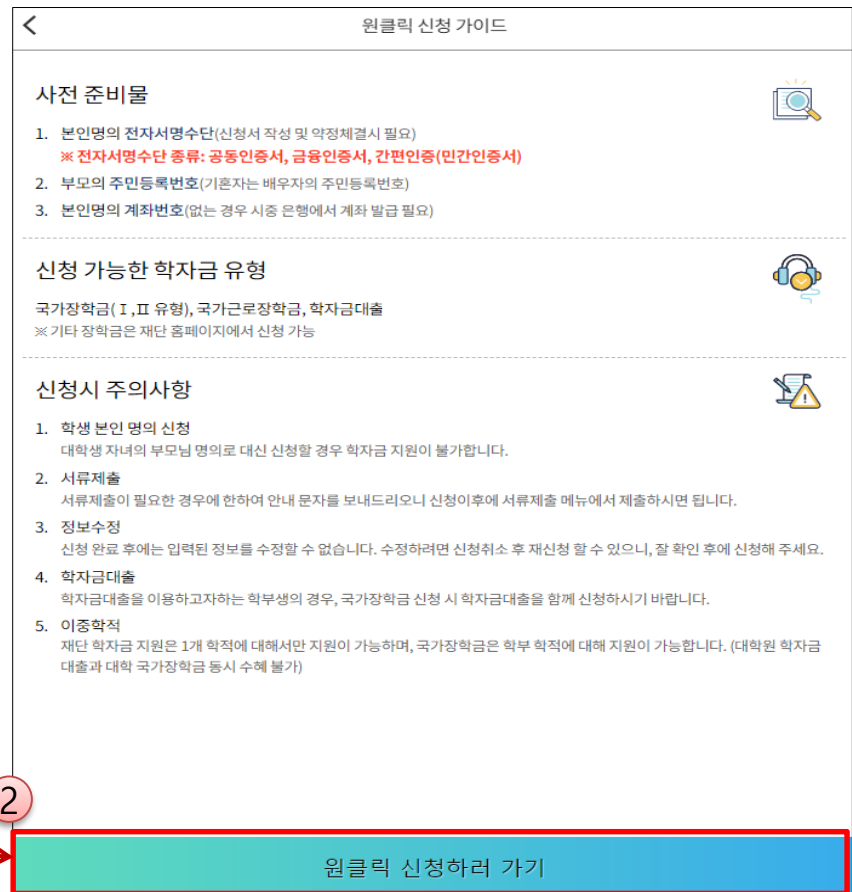 원클릭 신청 가이드
사전 준비물
1. 본인명의 전자서명수단(신청서 작성 및 약정체결시 필요)
※ 전자서명수단 종류: 공동인증서, 금융인증서, 간편인증(민간인증서)
2. 부모의 주민등록번호(기혼자는 배우자의 주민등록번호)
3. 본인명의 계좌번호(없는 경우 시중 은행에서 계좌 발급 필요)
신청 가능한 학자금 유형
국가장학금(Ⅰ,Ⅱ 유형), 국가근로장학금, 학자금대출
※ 기타 장학금은 재단 홈페이지에서 신청 가능
신청시 주의사항
1. 학생 본인 명의 신청
대학생 자녀의 부모님 명의로 대신 신청할 경우 학자금 지원이 불가합니다.
2. 서류제출
서류제출이 필요한 경우에 한하여 안내 문자를 보내드리오니 신청이후에 서류제출 메뉴에서 제출하시면 됩니다.
3. 정보수정
신청 완료 후에는 입력된 정보를 수정할 수 없습니다. 수정하려면 신청취소 후 재신청 할 수 있으니, 잘 확인 후에 신청해 주세요.
4. 학자금대출
학자금대출을 이용하고자하는 학부생의 경우, 국가장학금 신청 시 학자금대출을 함께 신청하시기 바랍니다.
5. 이중학적
재단 학자금 지원은 1개 학적에 대해서만 지원이 가능하며, 국가장학금은 학부 학적에 대해 지원이 가능합니다. (대학원 학자금
대출과 대학 국가장학금 동시 수혜 불가)
2
원클릭 신청하러 가기